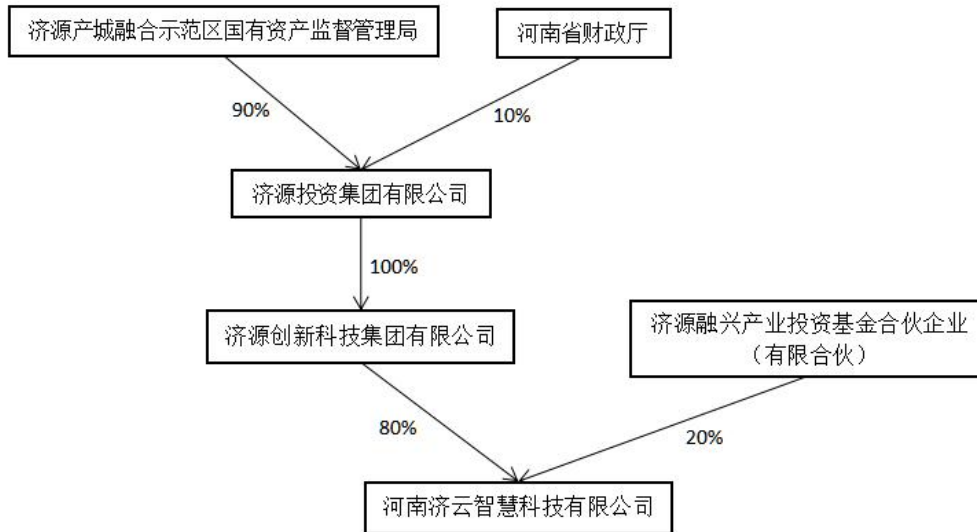 济源产城融合示范区国有资产监督管理局
河南省财政厅
90%
10%
济源投资集团有限公司
100%
济源创新科技集团有限公司
济源融兴产业投资基金合伙企业
（有限合伙）
80%
20%
河南济云智慧科技有限公司